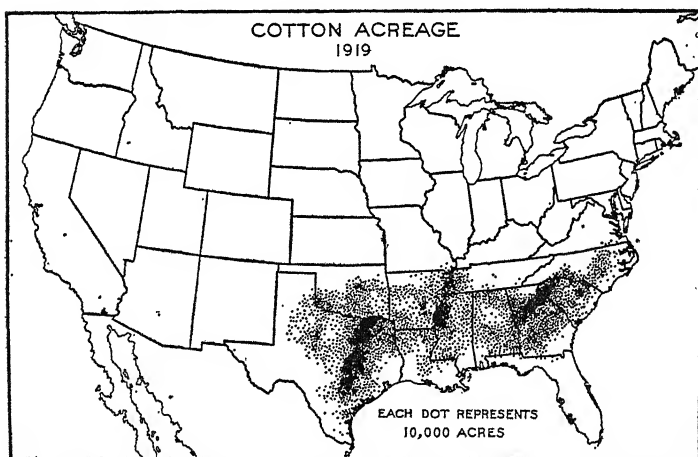 COTTON ACREAGE
1919
EACH DOT REPRESENTS
10,000 ACRES